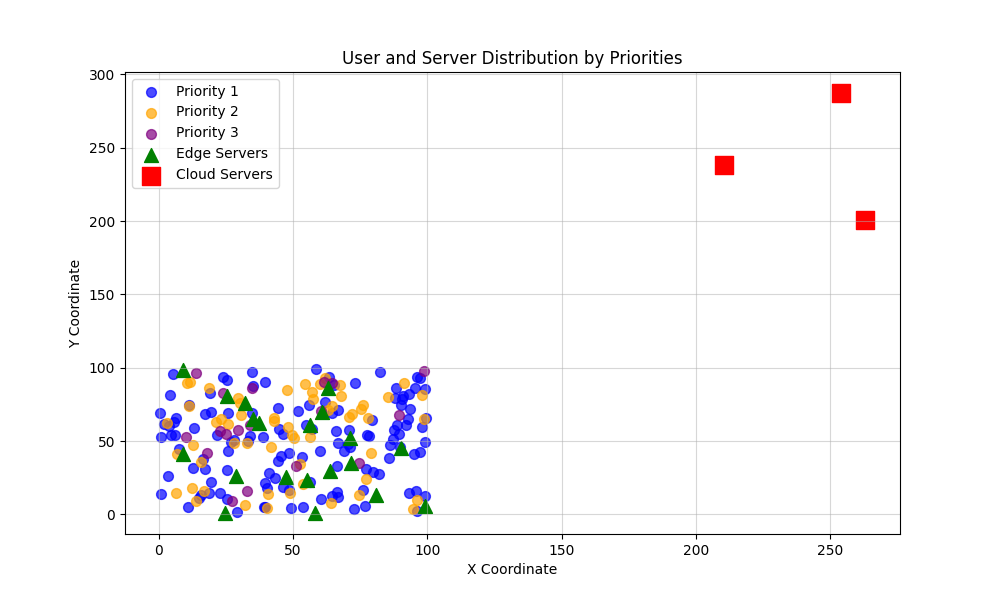 User and Server Distribution by Priorities
Priority 1
Priority 2
Priority 3
Edge Servers
Cloud Servers
300
250
200
150
100
50
0
Y Coordinate
0 50 100 150 200 250
X Coordinate